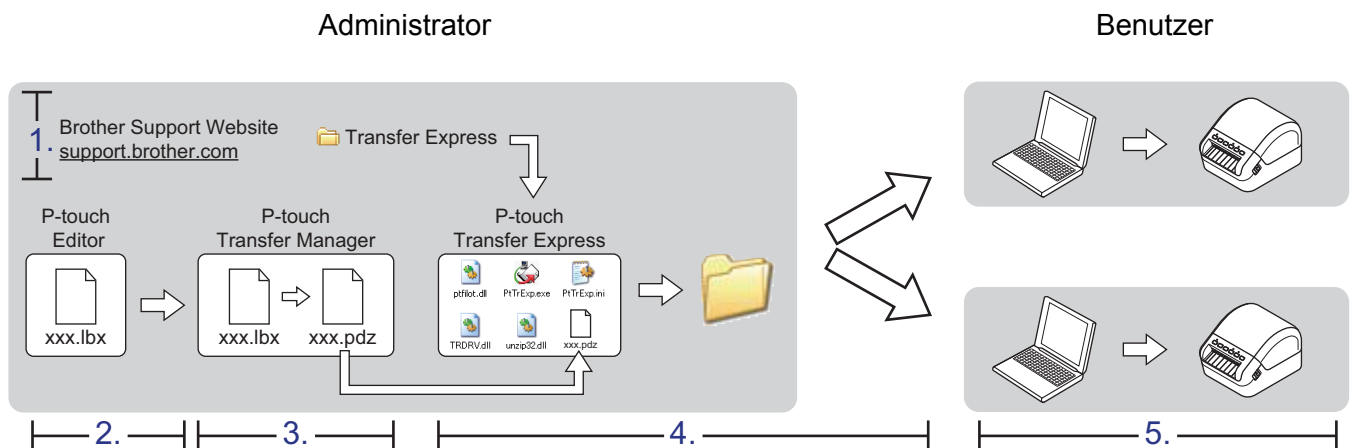 Administrator
Benutzer
1.
Brother Support Website
support.brother.com
Transfer Express
P-touch
Editor
xxx.lbx
P-touch
Transfer Manager
xxx.lbx
xxx.pdz
P-touch
Transfer Express
ptfilot.dll
PtTrExp.exe
PtTrExp.ini
TRDRV.dll
unzip32.dll
xxx.pdz
2.
3.
4.
5.